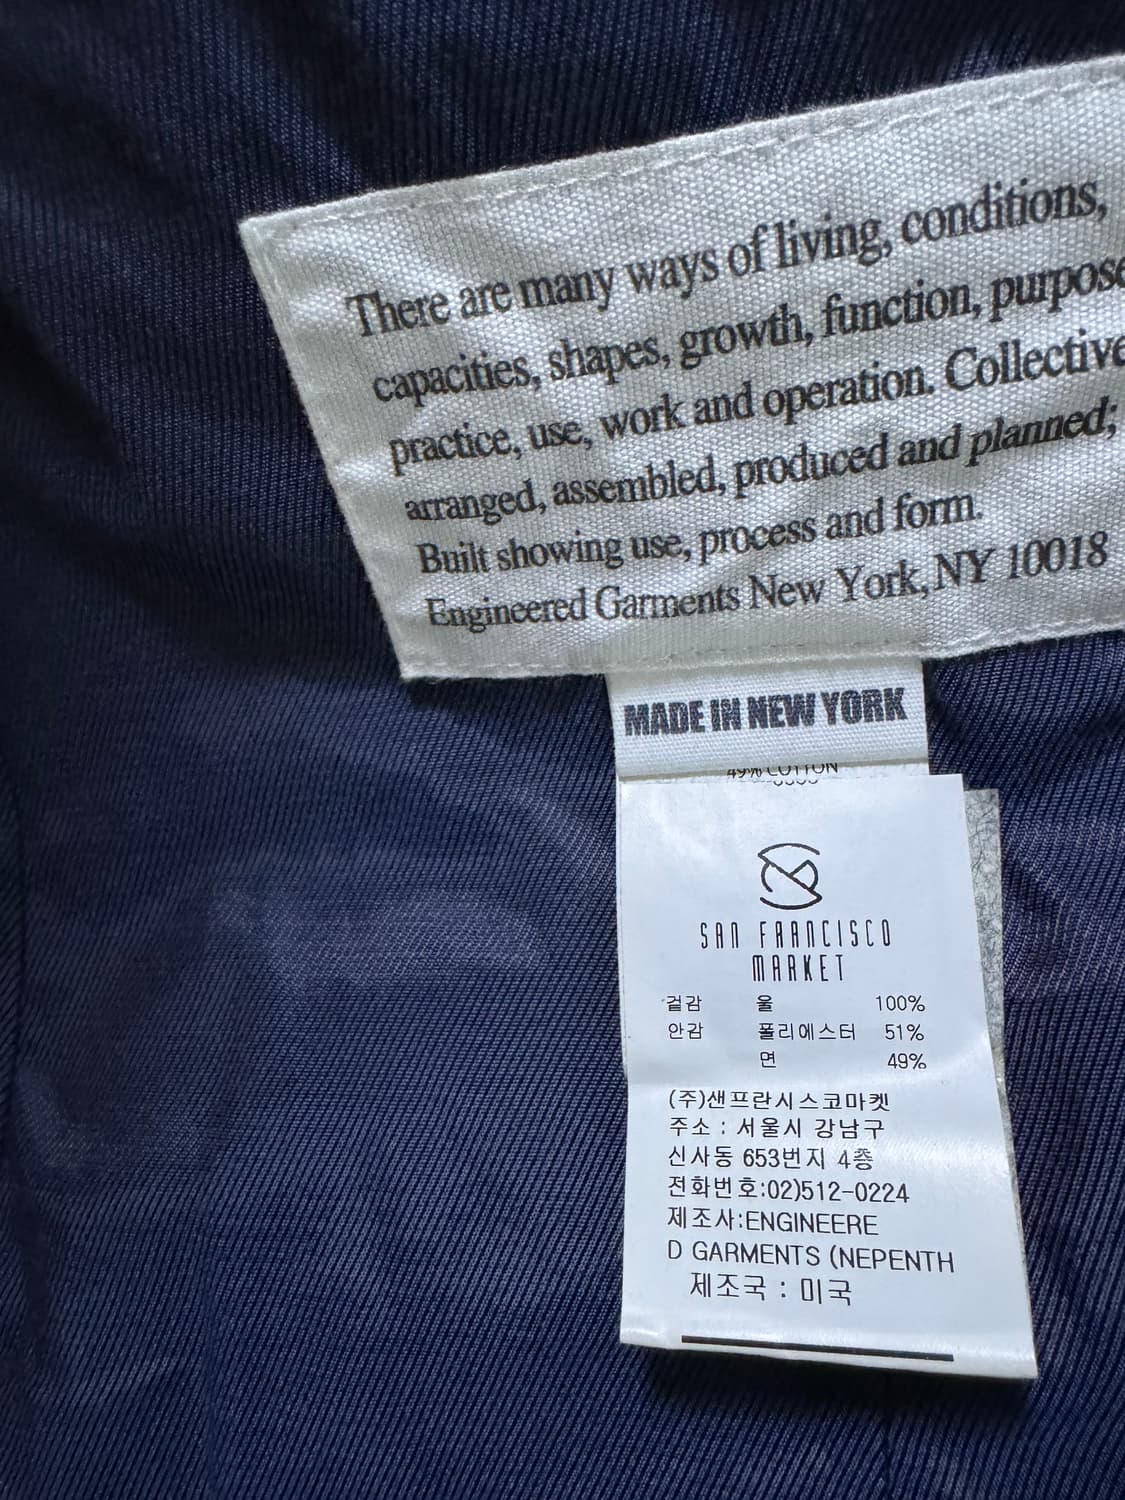 There are many ways of living, conditions,
capacities, shapes, growth, function, purpose
practice, use, work and operation. Collective
arranged, assembled, produced and planned;
Built showing use, process and form.
Engineered Garments New York, NY 10018
MADE IN NEW YORK
49% COTTON
SAN FRANCISCO
MARKET
겉감 울 100%
안감 폴리에스터 51%
면 49%
(주)샌프란시스코마켓
주소 : 서울시 강남구
신사동 653번지 4층
전화번호:02)512-0224
제조사:ENGINEERE
D GARMENTS (NEPENTH
제조국 : 미국